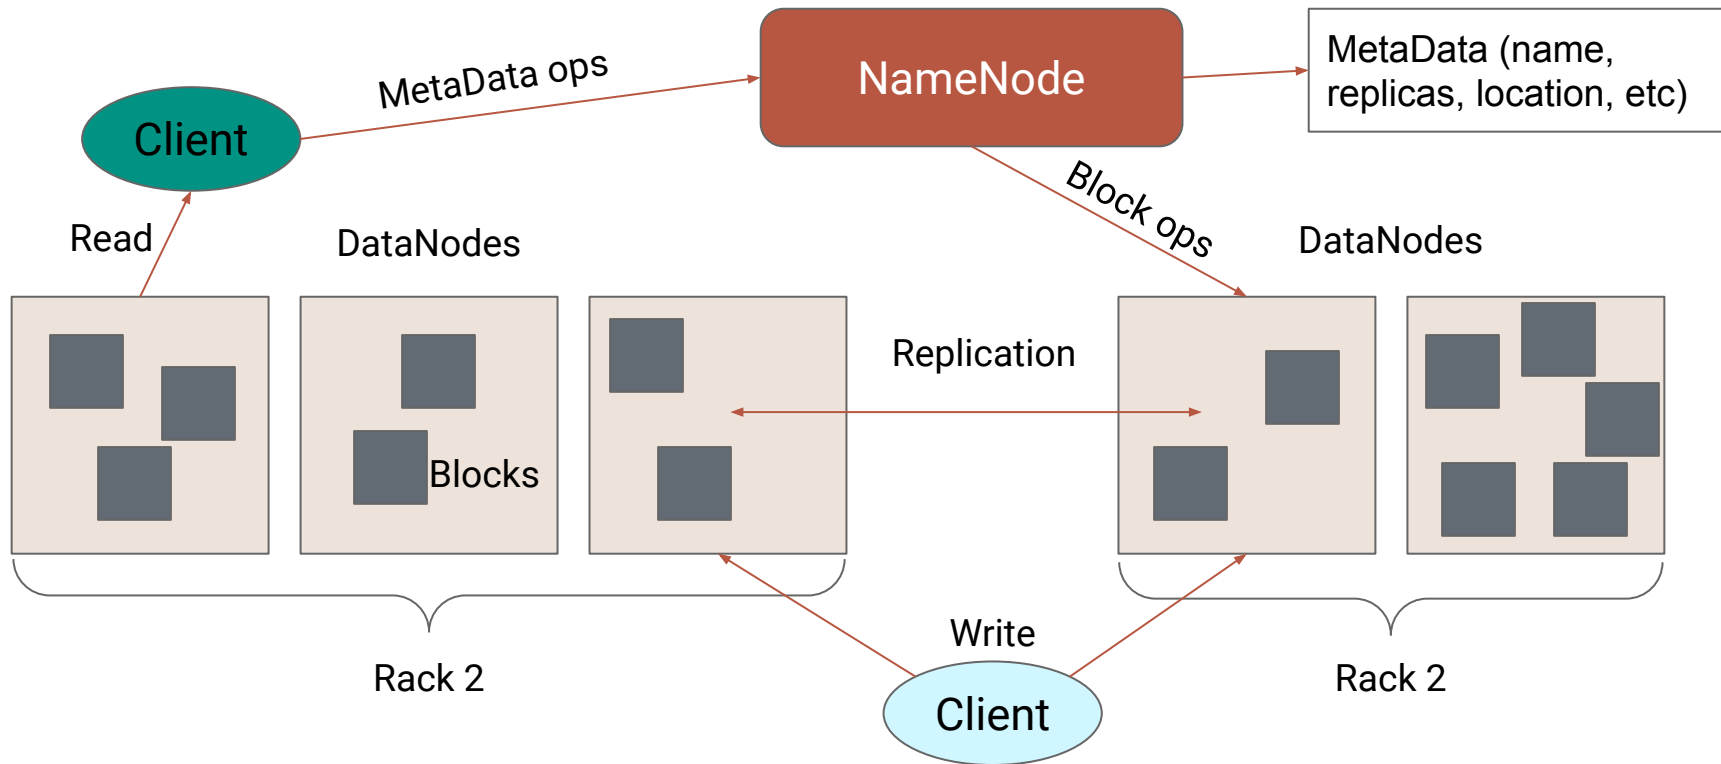 MetaData ops
NameNode
MetaData (name,
replicas, location, etc)
Client
Block ops
Read
DataNodes
DataNodes
Replication
Blocks
Write
Rack 2
Rack 2
Client